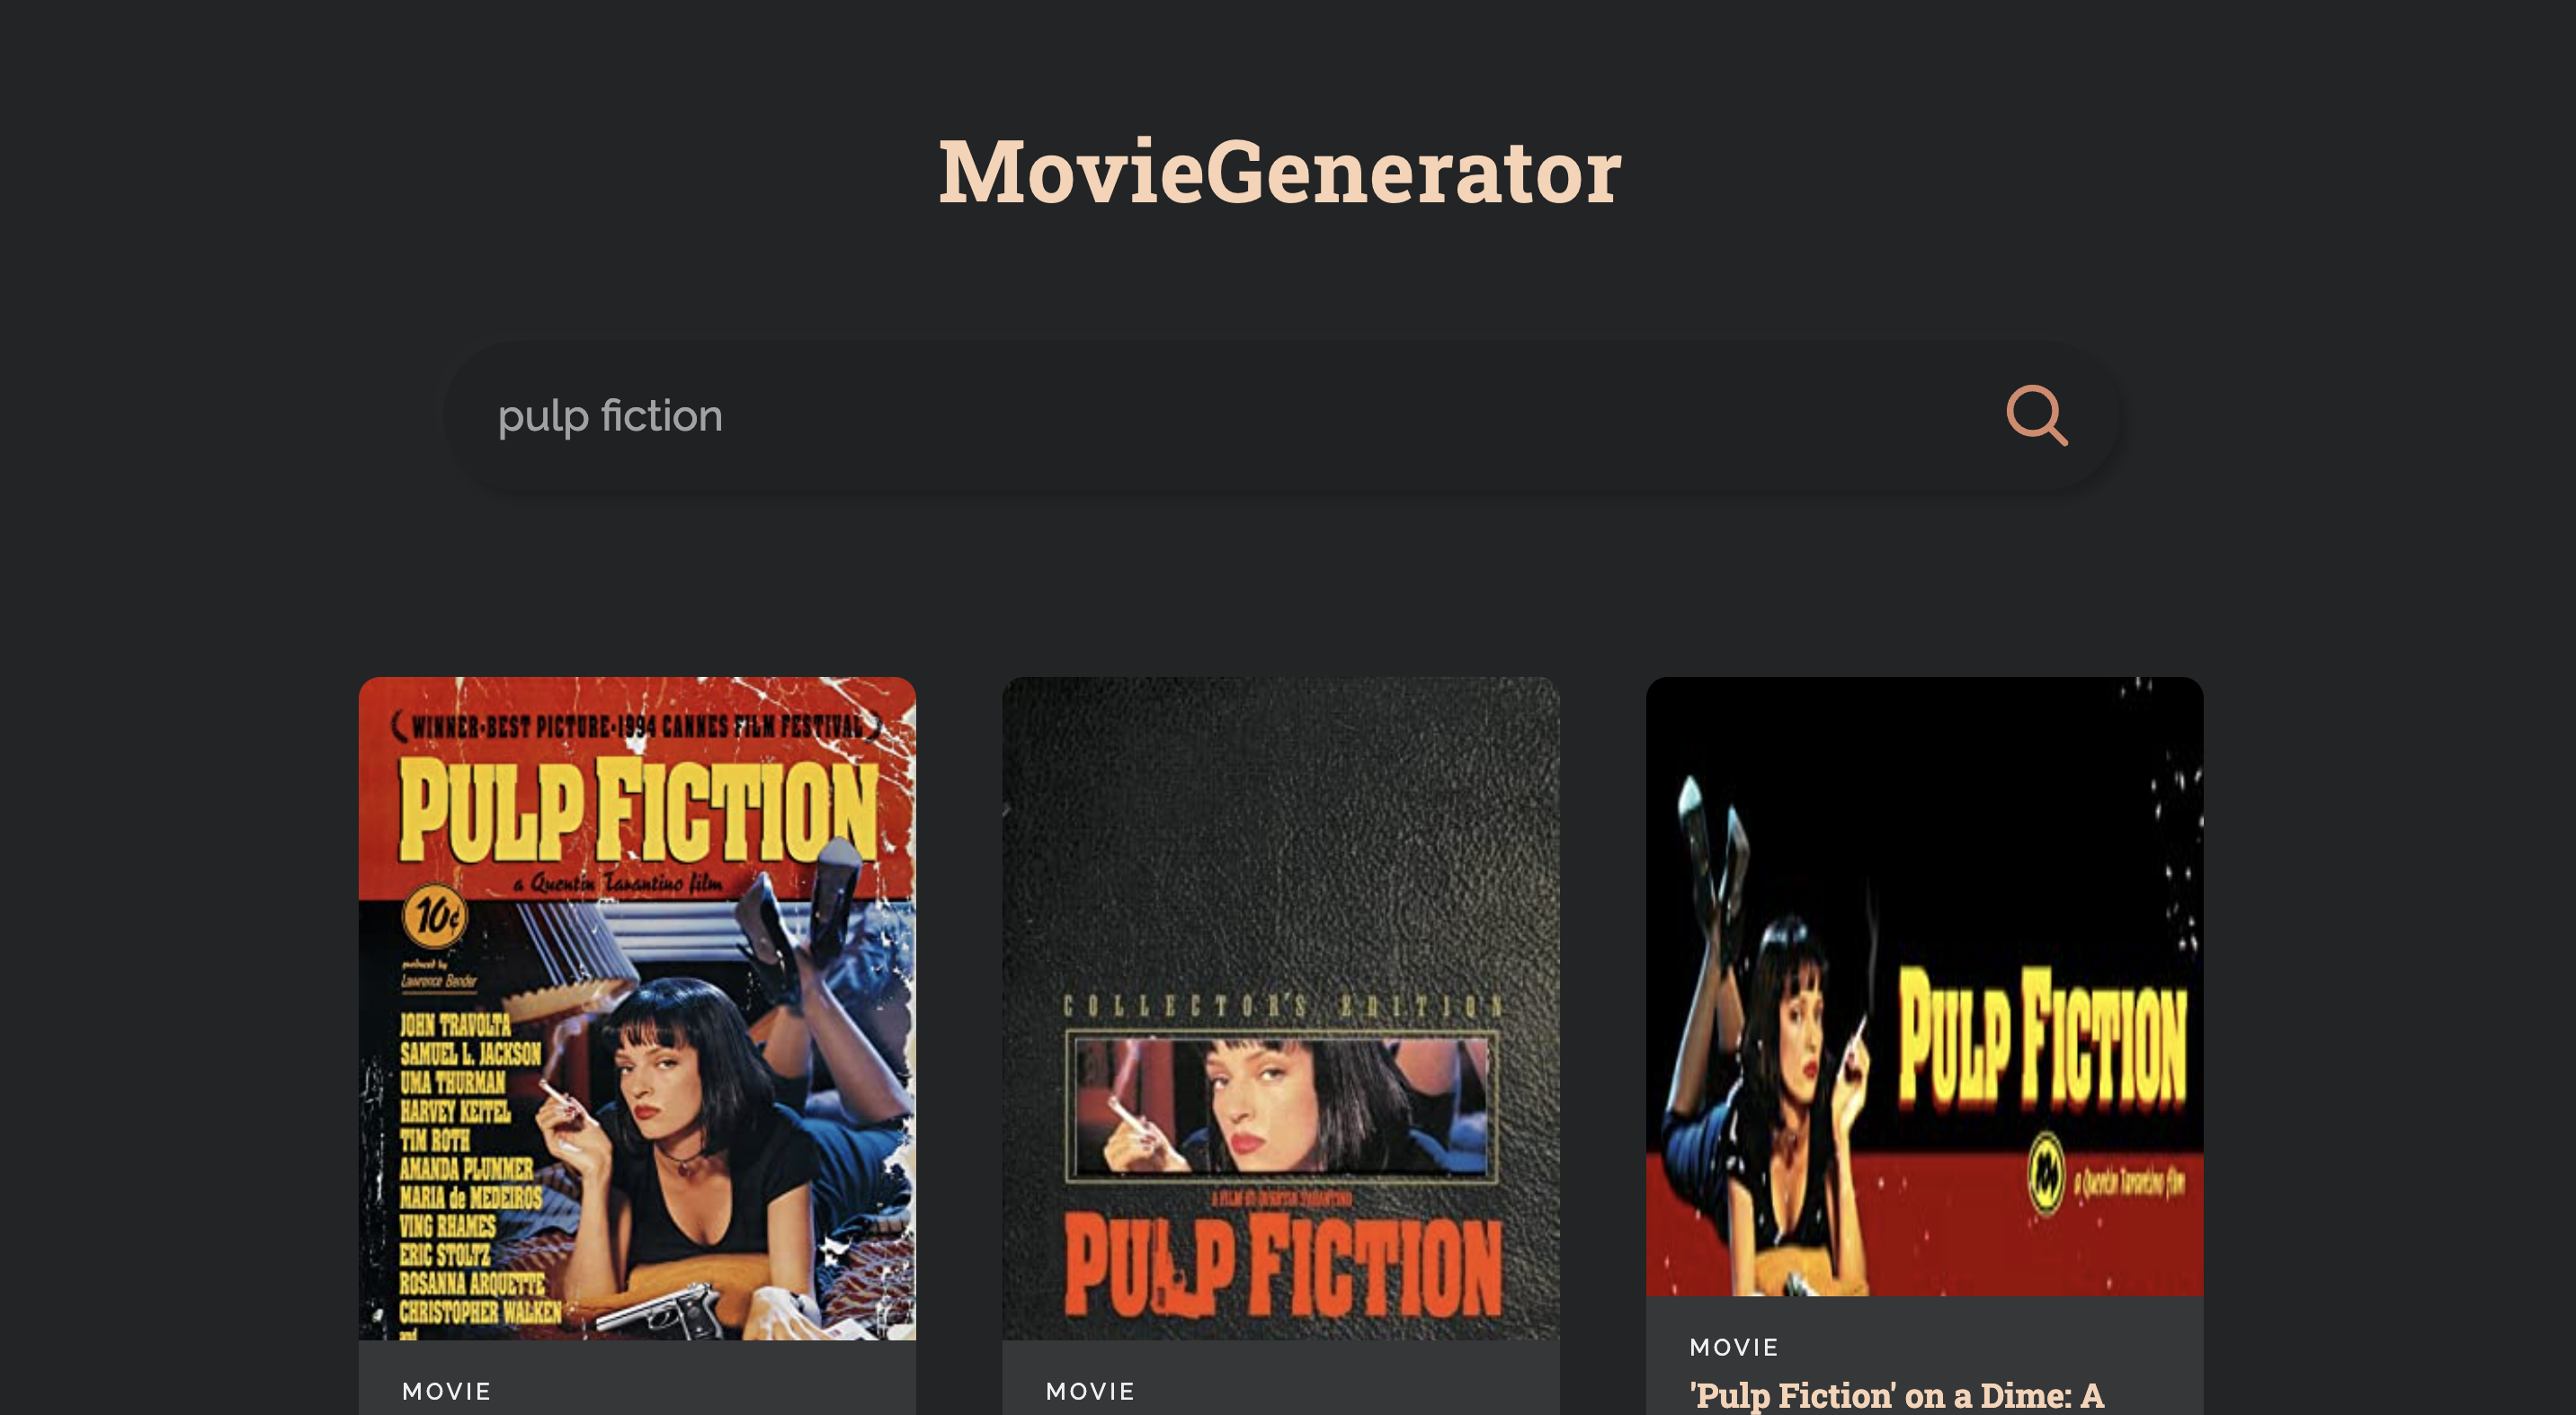 MovieGenerator
pulp fiction
WINNER•BEST PICTURE•1994 CANNES FILM FESTIVAL
PULP FICTION
a Quentin Tarantino film
10¢
produced by
Lawrence Bender
JOHN TRAVOLTA
SAMUEL L. JACKSON
UMA THURMAN
HARVEY KEITEL
TIM ROTH
AMANDA PLUMMER
MARIA de MEDEIROS
VING RHAMES
ERIC STOLTZ
ROSANNA ARQUETTE
CHRISTOPHER WALKEN
and
MOVIE
COLLECTOR'S EDITION
A FILM BY QUENTIN TARANTINO
PULP FICTION
MOVIE
PULP FICTION
a Quentin Tarantino film
MOVIE
'Pulp Fiction' on a Dime: A